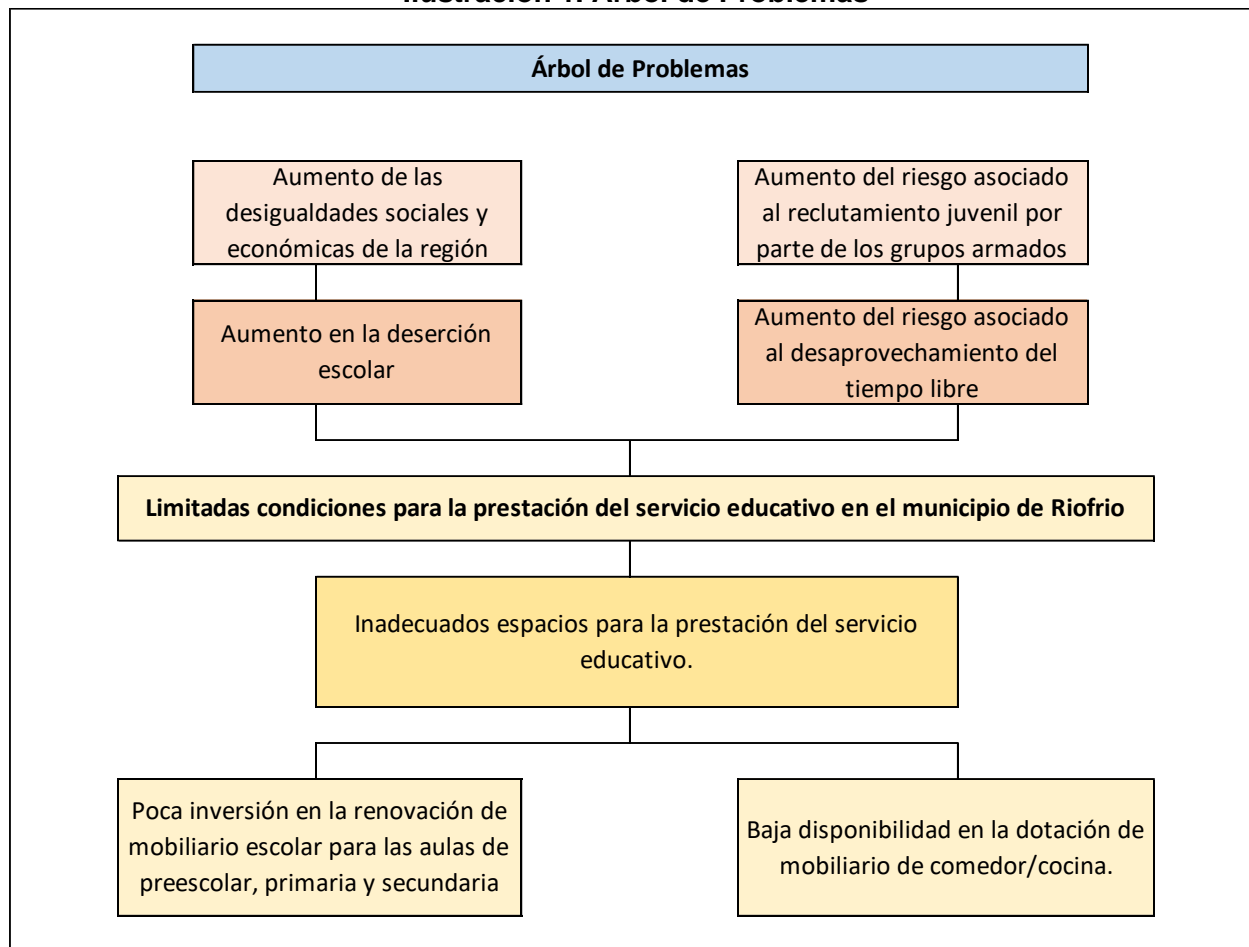 Árbol de Problemas
Aumento de las
desigualdades sociales y
económicas de la región
Aumento del riesgo asociado
al reclutamiento juvenil por
parte de los grupos armados
Aumento en la deserción
escolar
Aumento del riesgo asociado
al desaprovechamiento del
tiempo libre
Limitadas condiciones para la prestación del servicio educativo en el municipio de Riofrio
Inadecuados espacios para la prestación del servicio
educativo.
Poca inversión en la renovación de
mobiliario escolar para las aulas de
preescolar, primaria y secundaria
Baja disponibilidad en la dotación de
mobiliario de comedor/cocina.